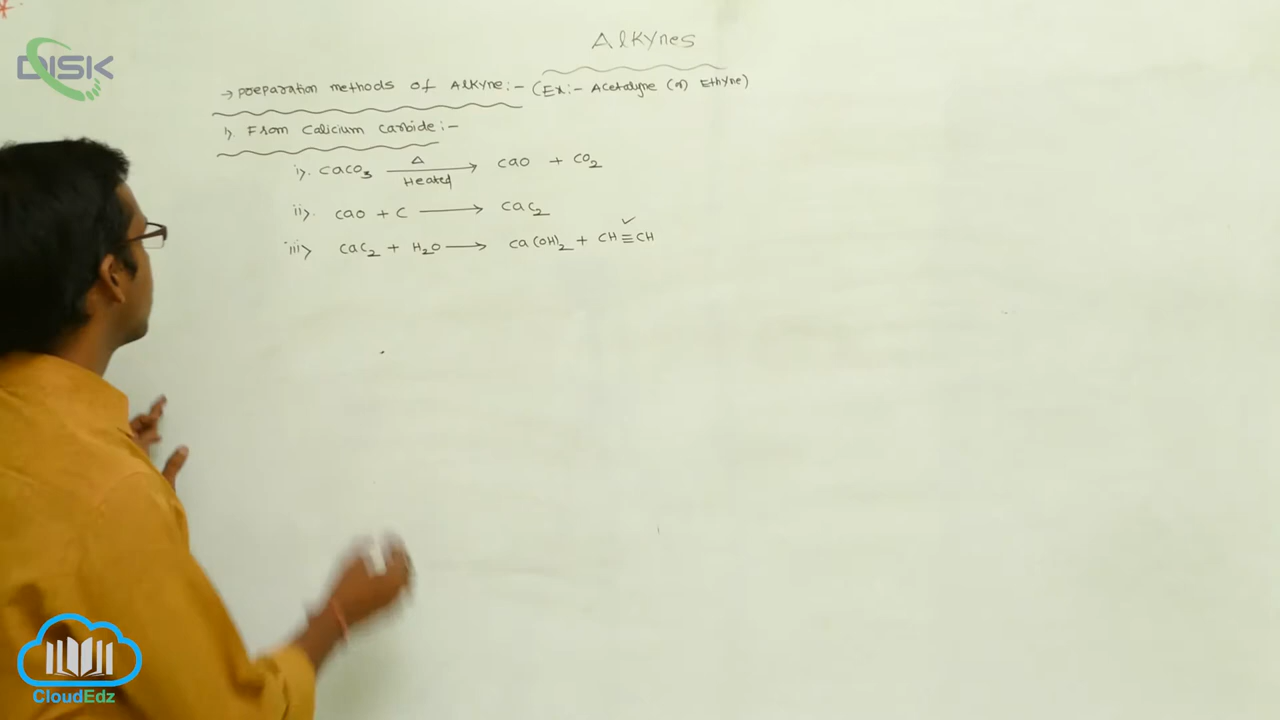 DISK
Alkynes
→ preparation methods of Alkyne:- (Ex:- Acetalyne (or) Ethyne)
1). From Calicium carbide:-
i). CaCO3 Δ Heated → CaO + CO2
ii). CaO + C → CaC2
iii) CaC2 + H2O → Ca(OH)2 + CH≡CH ✓
CloudEdz